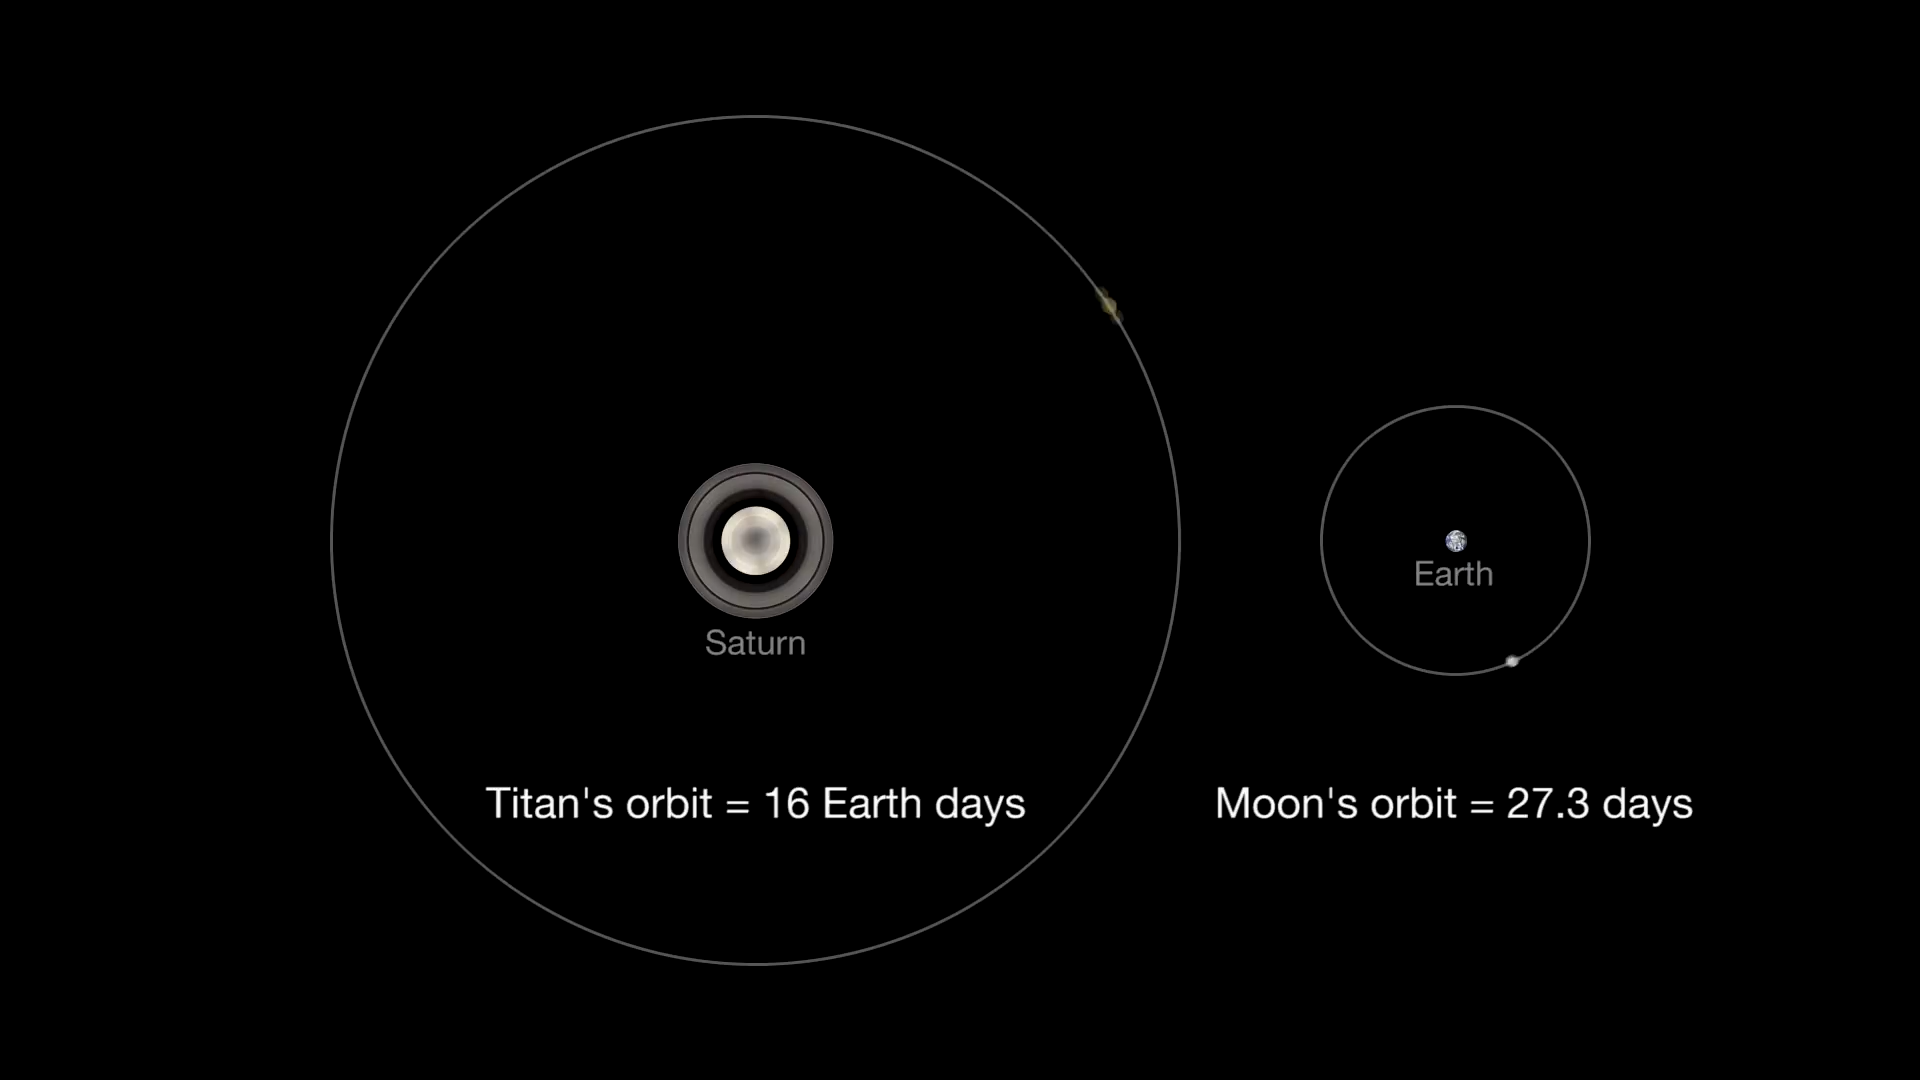 Earth
Saturn
Titan's orbit = 16 Earth days
Moon's orbit = 27.3 days